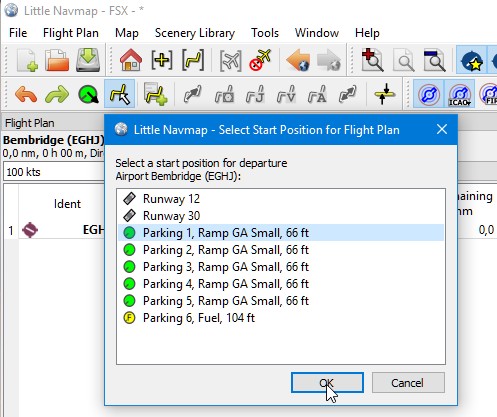 Little Navmap - FSX - *
File Flight Plan Map Scenery Library Tools Window Help
ICAO
Flight Plan
Bembridge (EGHJ)
0,0 nm, 0 h 00 m, Dire
100 kts
Ident
aining
nm
1 EGH 0,0
Little Navmap - Select Start Position for Flight Plan
Select a start position for departure
Airport Bembridge (EGHJ):
Runway 12
Runway 30
Parking 1, Ramp GA Small, 66 ft
Parking 2, Ramp GA Small, 66 ft
Parking 3, Ramp GA Small, 66 ft
Parking 4, Ramp GA Small, 66 ft
Parking 5, Ramp GA Small, 66 ft
F Parking 6, Fuel, 104 ft
OK Cancel